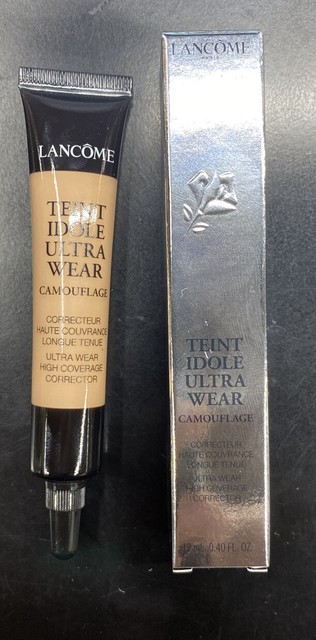 LANCÔME
TEINT
IDOLE
ULTRA
WEAR
CAMOUFLAGE
CORRECTEUR
HAUTE COUVRANCE
LONGUE TENUE
ULTRA WEAR
HIGH COVERAGE
CORRECTOR
LANCÔME
PARIS
TEINT
IDOLE
ULTRA
WEAR
CAMOUFLAGE
CORRECTEUR
HAUTE COUVRANCE
LONGUE TENUE
ULTRA WEAR
HIGH COVERAGE
CORRECTOR
12 ml 0.40 FL. OZ